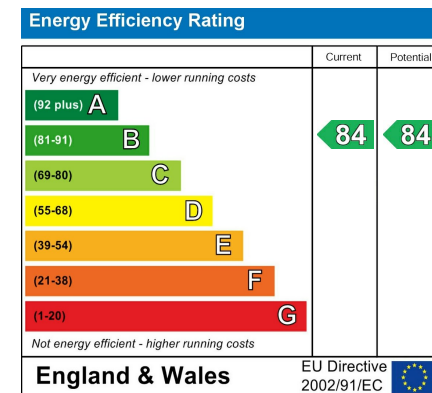 Energy Efficiency Rating
Current Potential
Very energy efficient - lower running costs
(92 plus) A
(81-91) B
84 84
(69-80) C
(55-68) D
(39-54) E
(21-38) F
(1-20) G
Not energy efficient - higher running costs
England & Wales
EU Directive
2002/91/EC